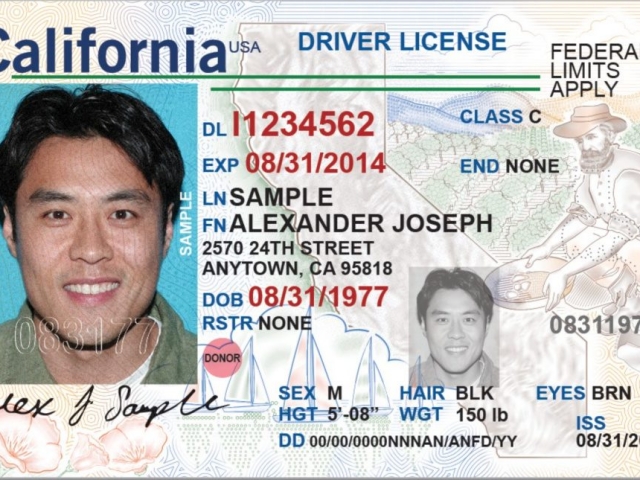 California USA DRIVER LICENSE
FEDERAL
LIMITS
APPLY
DL I1234562 CLASS C
EXP 08/31/2014 END NONE
LN SAMPLE
FN ALEXANDER JOSEPH
2570 24TH STREET
ANYTOWN, CA 95818
DOB 08/31/1977
RSTR NONE
SAMPLE
083177
0831197
DONOR
SEX M HAIR BLK EYES BRN
HGT 5'-08" WGT 150 lb
ISS
DD 00/00/0000NNNAN/ANFD/YY 08/31/20
Alex J Sample